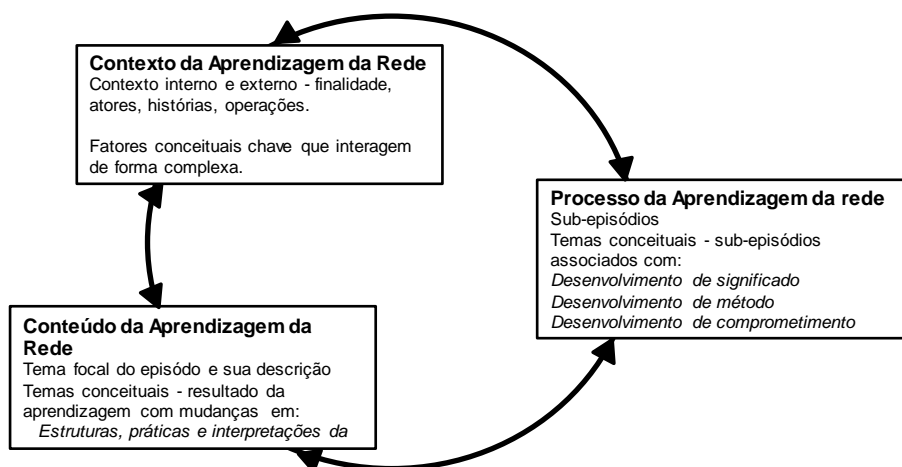 Contexto da Aprendizagem da Rede
Contexto interno e externo - finalidade,
atores, histórias, operações.
Fatores conceituais chave que interagem
de forma complexa.
Processo da Aprendizagem da rede
Sub-episódios
Temas conceituais - sub-episódios
associados com:
Desenvolvimento de significado
Desenvolvimento de método
Desenvolvimento de comprometimento
Conteúdo da Aprendizagem da
Rede
Tema focal do episódo e sua descrição
Temas conceituais - resultado da
aprendizagem com mudanças em:
Estruturas, práticas e interpretações da